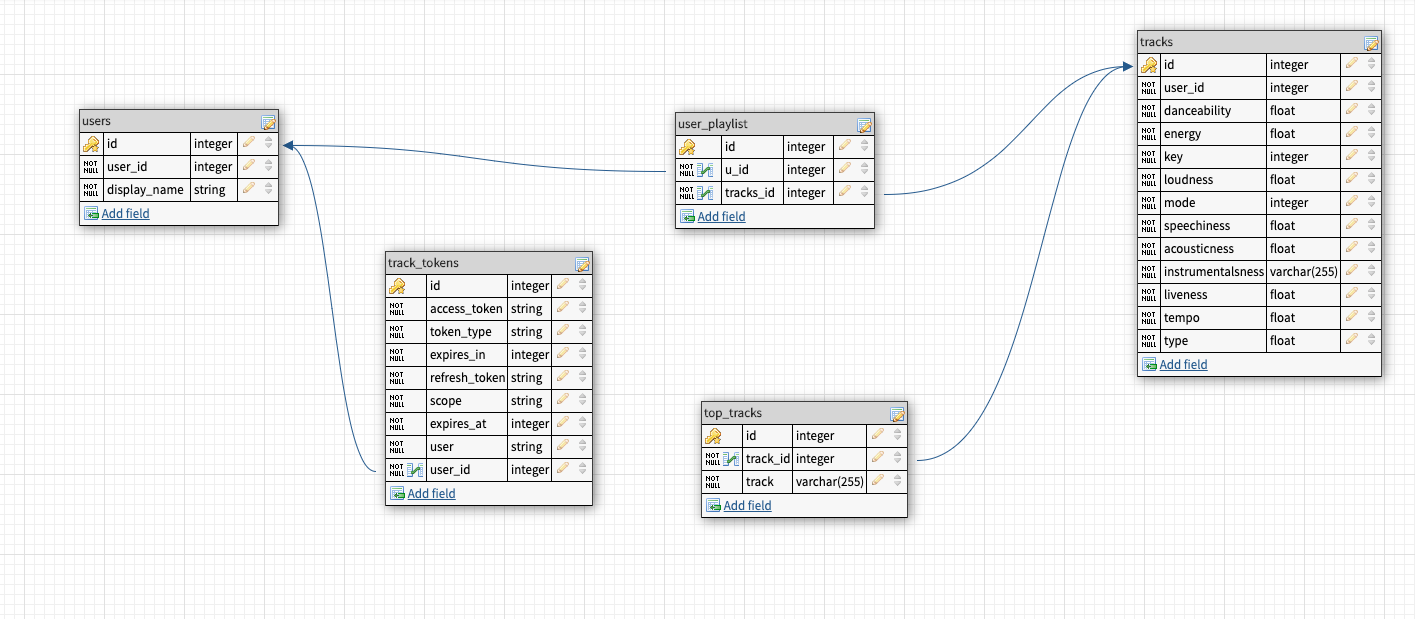 users
id integer
NOT NULL user_id integer
NOT NULL display_name string
Add field
track_tokens
id integer
NOT NULL access_token string
NOT NULL token_type string
NOT NULL expires_in integer
NOT NULL refresh_token string
NOT NULL scope string
NOT NULL expires_at integer
NOT NULL user string
NOT NULL user_id integer
Add field
user_playlist
id integer
NOT NULL u_id integer
NOT NULL tracks_id integer
Add field
top_tracks
id integer
NOT NULL track_id integer
NOT NULL track varchar(255)
Add field
tracks
id integer
NOT NULL user_id integer
NOT NULL danceability float
NOT NULL energy float
NOT NULL key integer
NOT NULL loudness float
NOT NULL mode integer
NOT NULL speechiness float
NOT NULL acousticness float
NOT NULL instrumentalsness varchar(255)
NOT NULL liveness float
NOT NULL tempo float
NOT NULL type float
Add field